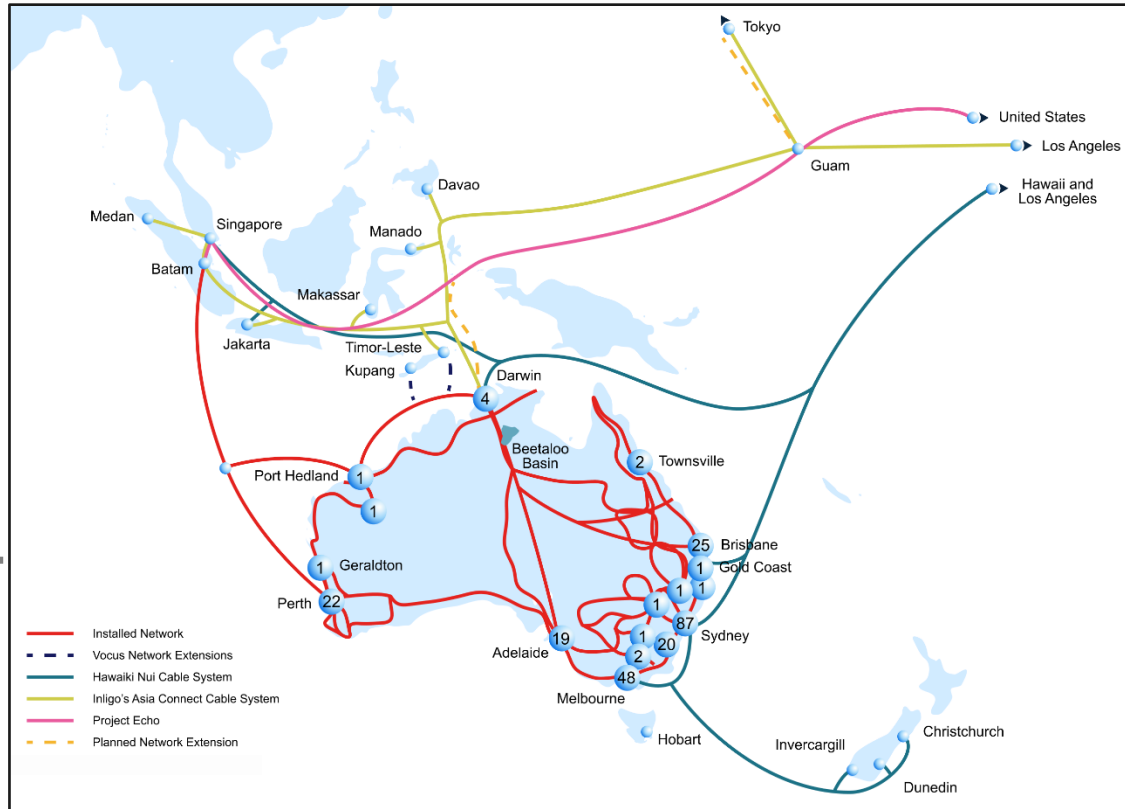 Tokyo
United States
Los Angeles
Guam
Hawaii and
Los Angeles
Davao
Medan
Singapore
Manado
Batam
Makassar
Jakarta
Timor-Leste
Kupang
Darwin
4
Beetaloo
Basin
2
Townsville
Port Hedland
1
1
25
Brisbane
1
Geraldton
1
Gold Coast
1
1
Perth
22
1
87
Sydney
Adelaide
19
1
20
2
48
Melbourne
Hobart
Invercargill
Christchurch
Dunedin
Installed Network
Vocus Network Extensions
Hawaiki Nui Cable System
Inligo's Asia Connect Cable System
Project Echo
Planned Network Extension